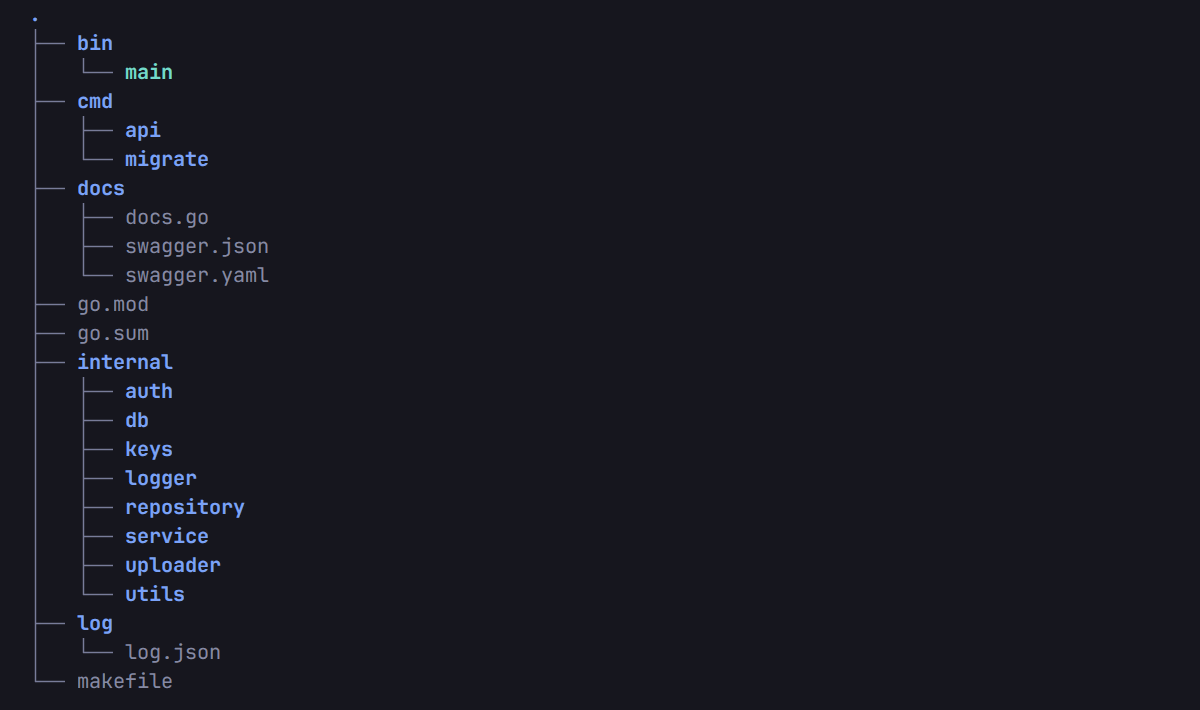 .
├── bin
│   └── main
├── cmd
│   ├── api
│   └── migrate
├── docs
│   ├── docs.go
│   ├── swagger.json
│   └── swagger.yaml
├── go.mod
├── go.sum
├── internal
│   ├── auth
│   ├── db
│   ├── keys
│   ├── logger
│   ├── repository
│   ├── service
│   ├── uploader
│   └── utils
├── log
│   └── log.json
└── makefile